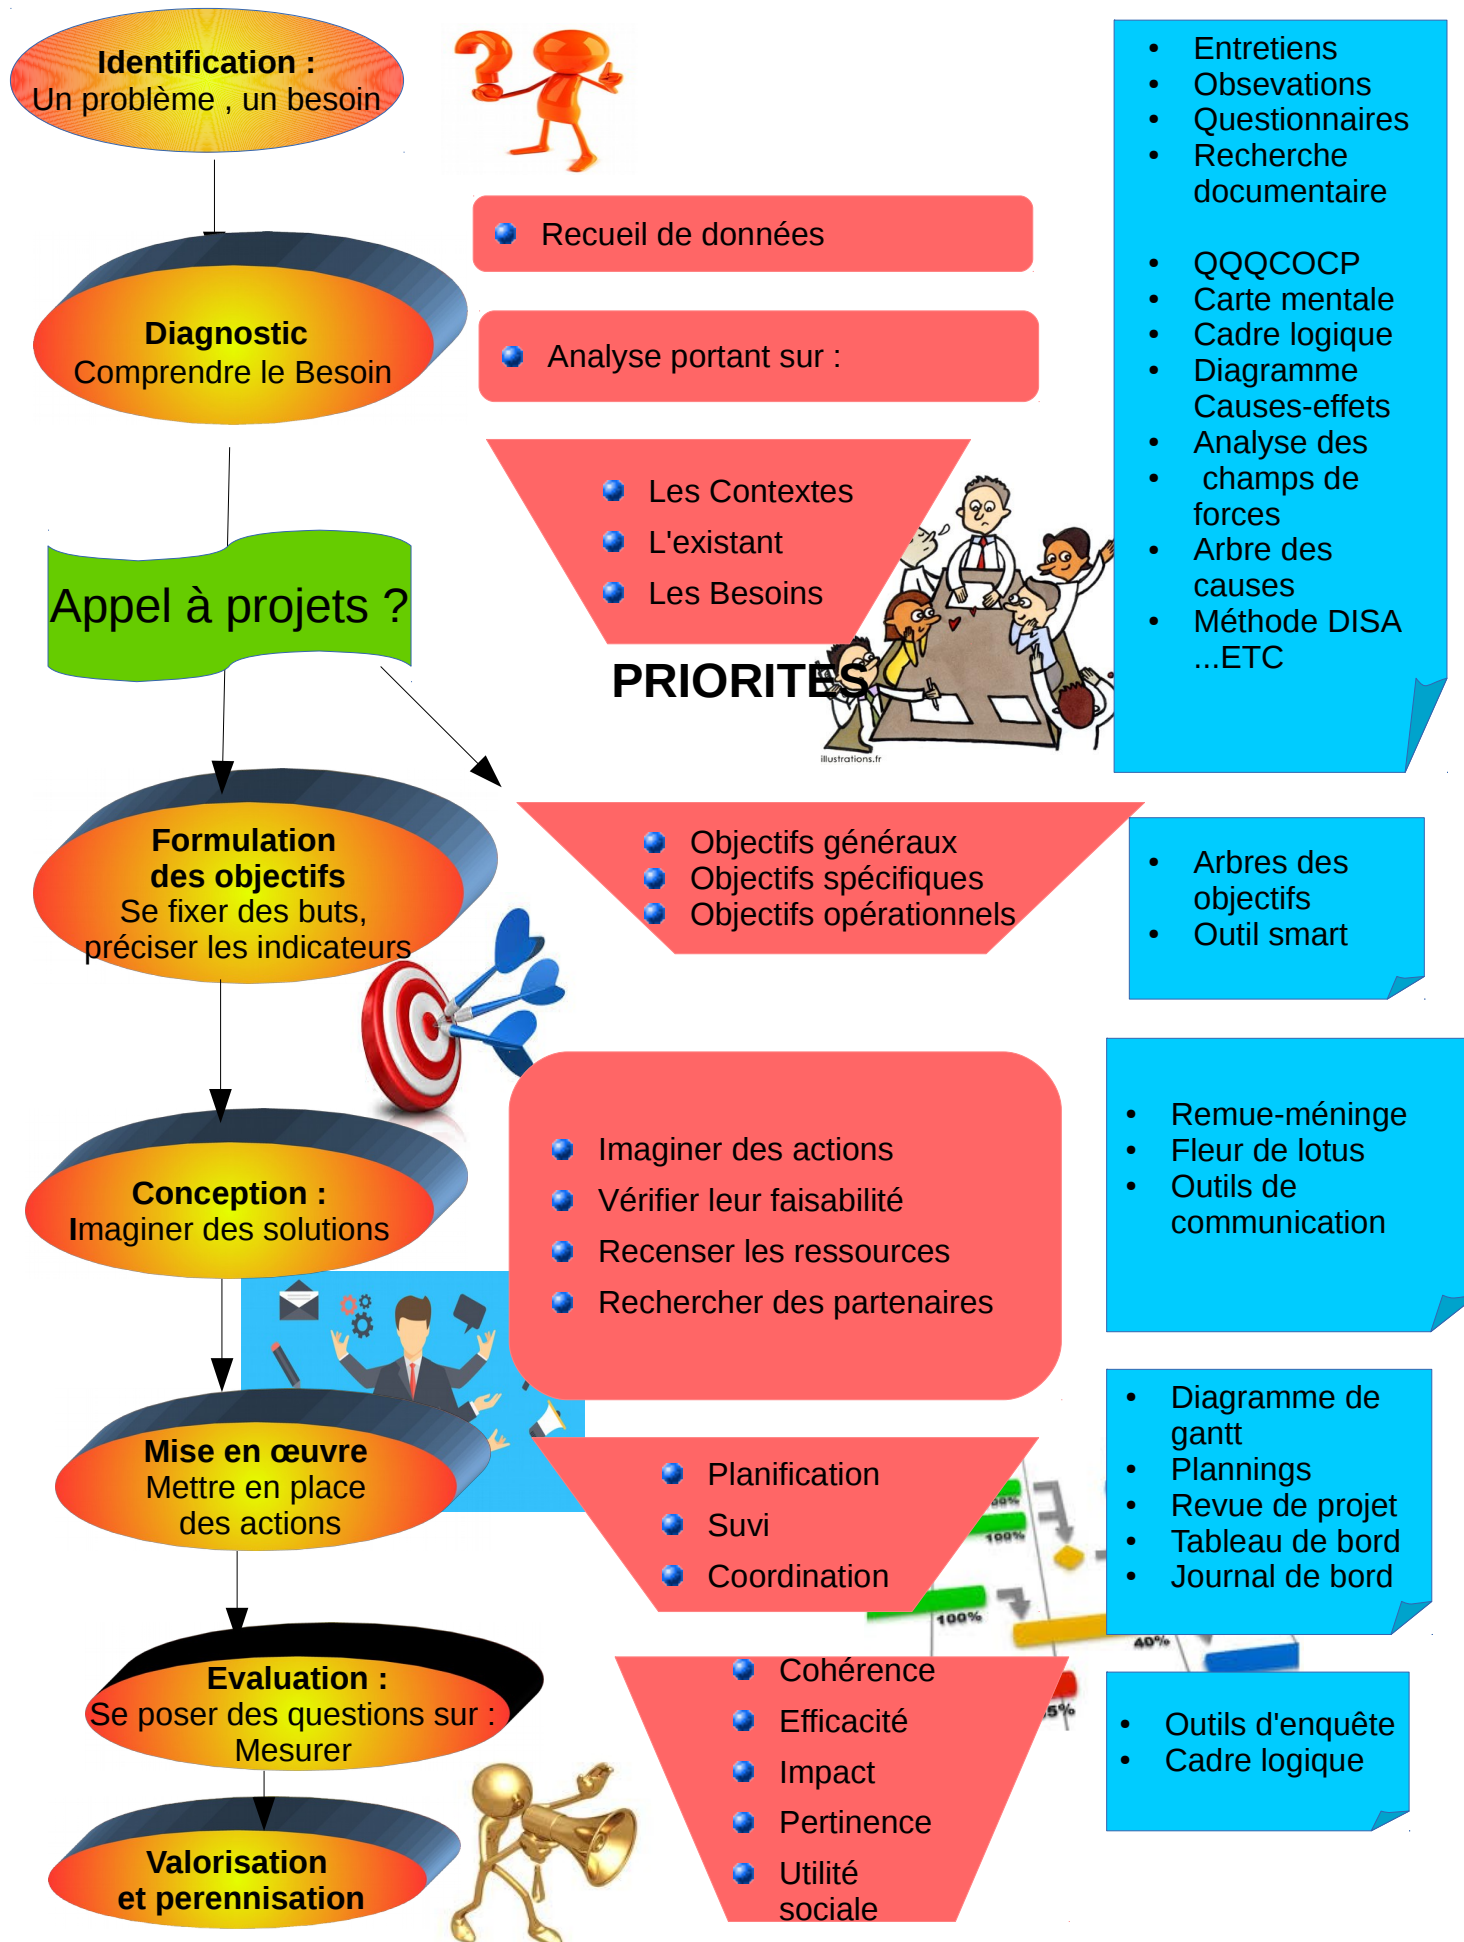 Identification :
Un problème , un besoin
Entretiens
Obsevations
Questionnaires
Recherche
documentaire
QQQCOCP
Carte mentale
Cadre logique
Diagramme
Causes-effets
Analyse des
champs de
forces
Arbre des
causes
Méthode DISA
...ETC
Recueil de données
Diagnostic
Comprendre le Besoin
Analyse portant sur :
Les Contextes
L'existant
Les Besoins
Appel à projets ?
PRIORITES
illustrations.fr
Formulation
des objectifs
Se fixer des buts,
préciser les indicateurs
Objectifs généraux
Objectifs spécifiques
Objectifs opérationnels
Arbres des
objectifs
Outil smart
Conception :
Imaginer des solutions
Imaginer des actions
Vérifier leur faisabilité
Recenser les ressources
Rechercher des partenaires
Remue-méninge
Fleur de lotus
Outils de
communication
Mise en œuvre
Mettre en place
des actions
Planification
Suvi
Coordination
100%
100%
40%
Diagramme de
gantt
Plannings
Revue de projet
Tableau de bord
Journal de bord
Evaluation :
Se poser des questions sur :
Mesurer
Cohérence
Efficacité
Impact
Pertinence
Utilité
sociale
5%
Outils d'enquête
Cadre logique
Valorisation
et perennisation